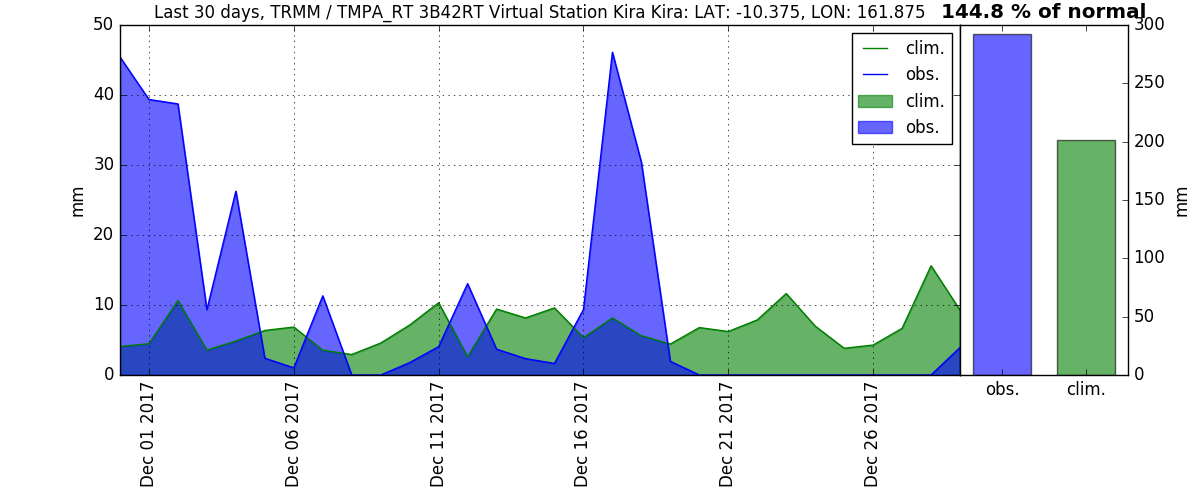 Last 30 days, TRMM / TMPA_RT 3B42RT Virtual Station Kira Kira: LAT: -10.375, LON: 161.875 144.8 % of normal
50
40
30
20
10
0
mm
clim.
obs.
clim.
obs.
Dec 01 2017
Dec 06 2017
Dec 11 2017
Dec 16 2017
Dec 21 2017
Dec 26 2017
300
250
200
150
100
50
0
mm
obs. clim.